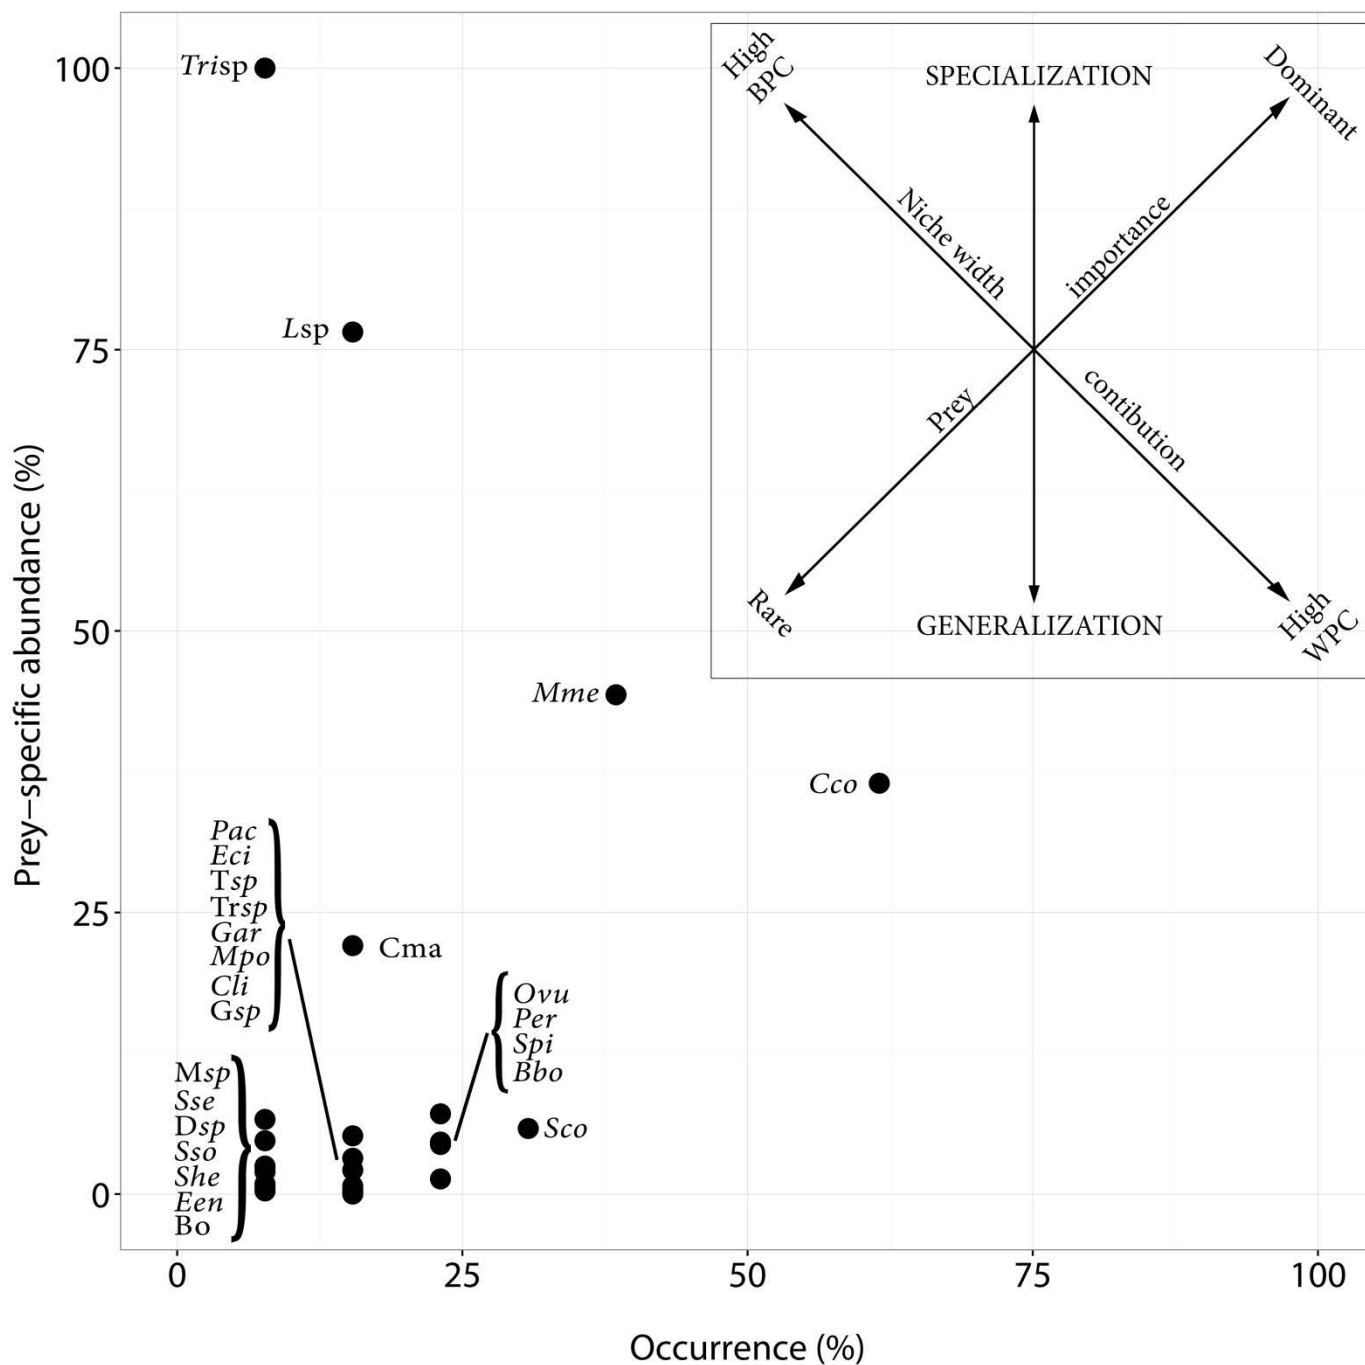 100
75
50
25
0
Prey–specific abundance (%)
0
25
50
75
100
Occurrence (%)
Trisp
Lsp
Mme
Cco
Cma
Sco
Pac
Eci
Tsp
Trsp
Gar
Mpo
Cli
Gsp
Ovu
Per
Spi
Bbo
Msp
Sse
Dsp
Sso
She
Een
Bo
High
BPC
SPECIALIZATION
Dominant
Niche width
importance
Prey
contibution
Rare
GENERALIZATION
High
WPC